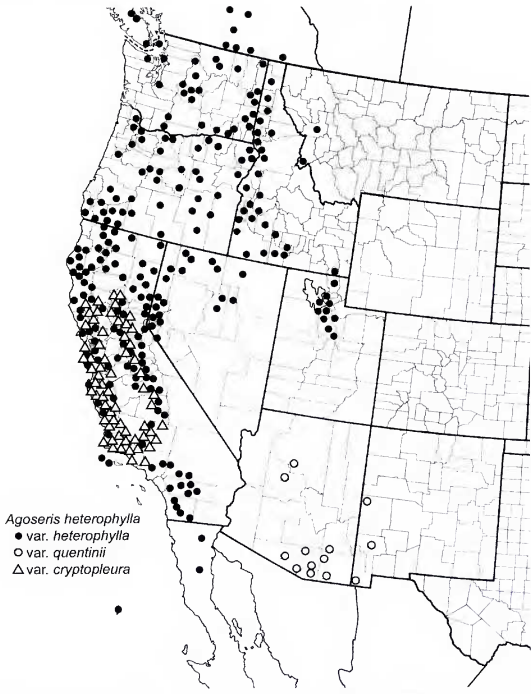 Agoseris heterophylla
● var. heterophylla
○ var. quentinii
△ var. cryptopleura